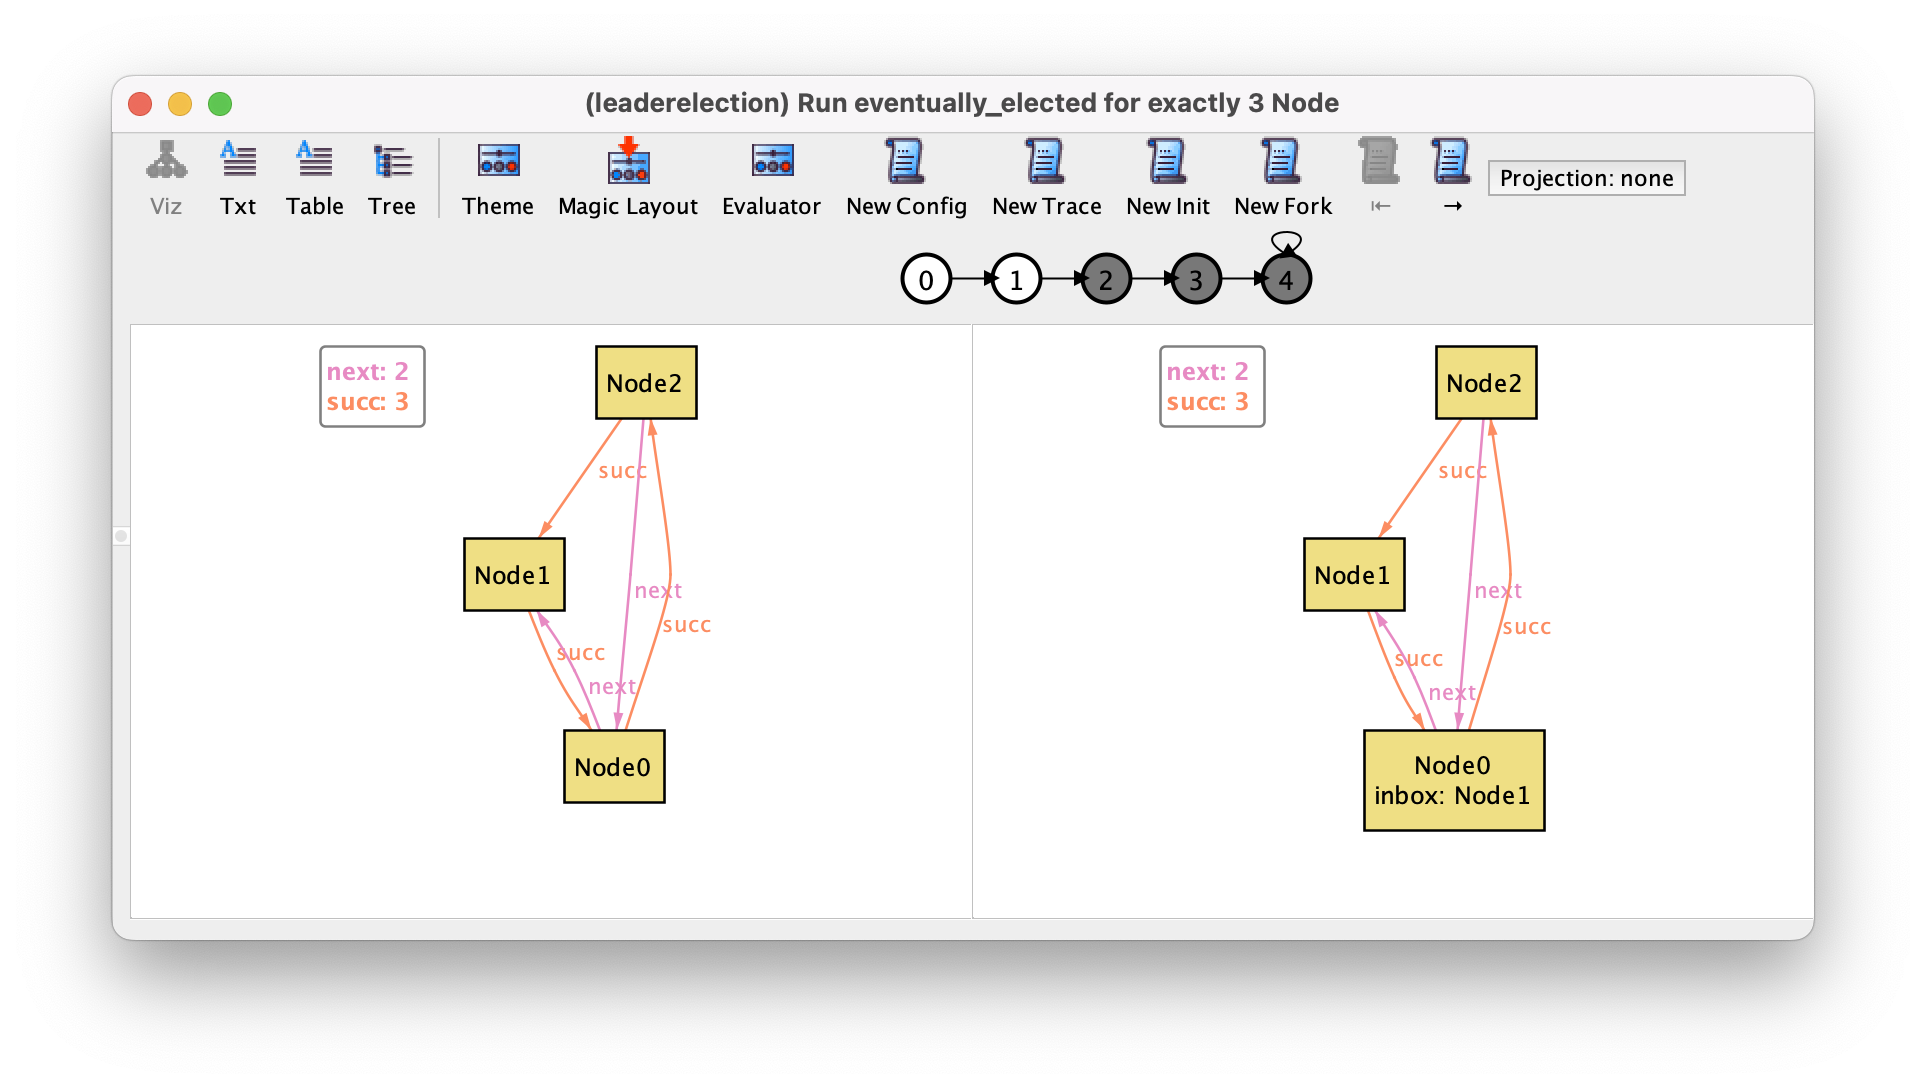 (leaderelection) Run eventually_elected for exactly 3 Node
Viz Txt Table Tree Theme Magic Layout Evaluator New Config New Trace New Init New Fork Projection: none
0 1 2 3 4
next: 2
succ: 3
Node2
succ
Node1
next
succ
succ
next
Node0
next: 2
succ: 3
Node2
succ
Node1
next
succ
succ
next
Node0
inbox: Node1